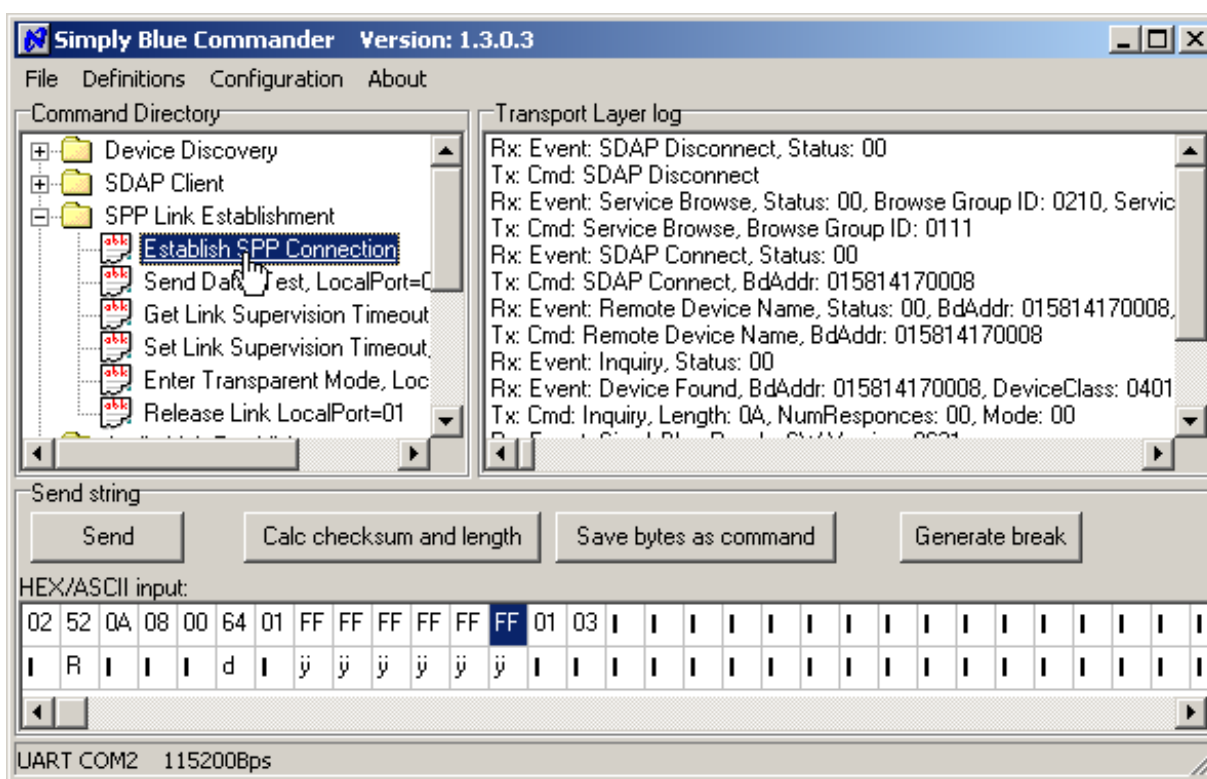 Simply Blue Commander Version: 1.3.0.3
File Definitions Configuration About
Command Directory
Device Discovery
SDAP Client
SPP Link Establishment
Establish SPP Connection
Send Data Test, LocalPort=0
Get Link Supervision Timeout
Set Link Supervision Timeout,
Enter Transparent Mode, Loc
Release Link LocalPort=01
Transport Layer log
Rx: Event: SDAP Disconnect, Status: 00
Tx: Cmd: SDAP Disconnect
Rx: Event: Service Browse, Status: 00, Browse Group ID: 0210, Servic
Tx: Cmd: Service Browse, Browse Group ID: 0111
Rx: Event: SDAP Connect, Status: 00
Tx: Cmd: SDAP Connect, BdAddr: 015814170008
Rx: Event: Remote Device Name, Status: 00, BdAddr: 015814170008,
Tx: Cmd: Remote Device Name, BdAddr: 015814170008
Rx: Event: Inquiry, Status: 00
Rx: Event: Device Found, BdAddr: 015814170008, DeviceClass: 0401
Tx: Cmd: Inquiry, Length: 0A, NumResponces: 00, Mode: 00
Send string
Send Calc checksum and length Save bytes as command Generate break
HEX/ASCII input:
02 52 0A 08 00 64 01 FF FF FF FF FF FF 01 03
R d ÿ ÿ ÿ ÿ ÿ ÿ
UART COM2 115200Bps